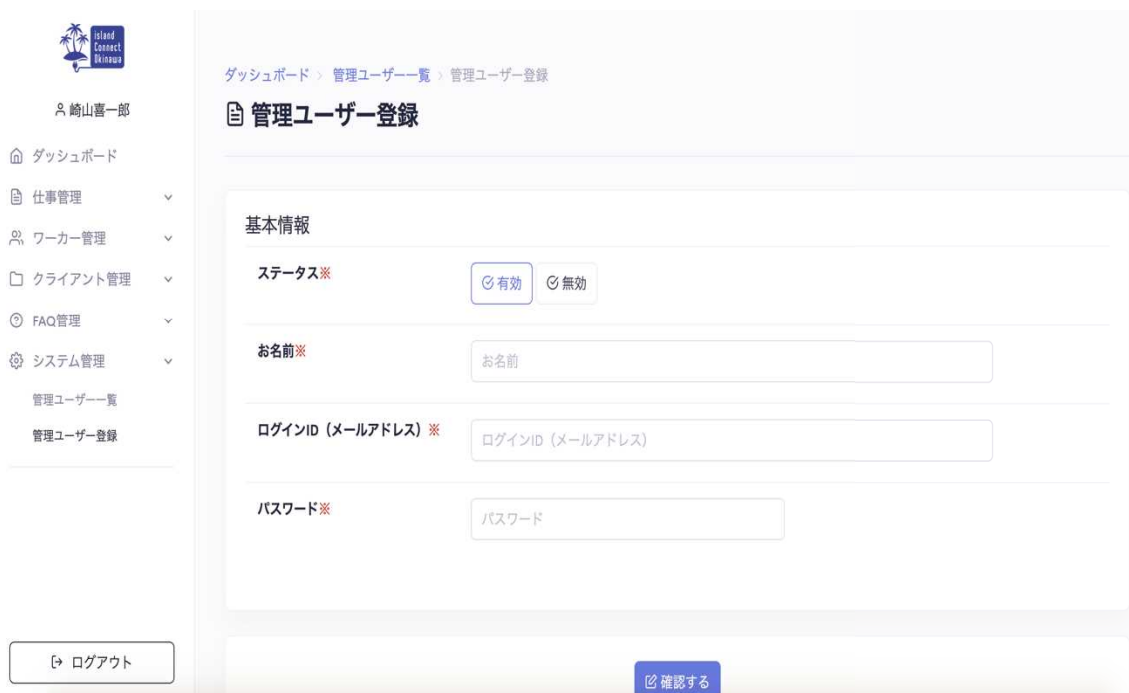 island
Connect
Okinawa
崎山喜一郎
ダッシュボード
仕事管理
ワーカー管理
クライアント管理
FAQ管理
システム管理
管理ユーザー一覧
管理ユーザー登録
ログアウト
ダッシュボード > 管理ユーザー一覧 > 管理ユーザー登録
管理ユーザー登録
基本情報
ステータス※ 有効 無効
お名前※ お名前
ログインID（メールアドレス）※ ログインID（メールアドレス）
パスワード※ パスワード
確認する